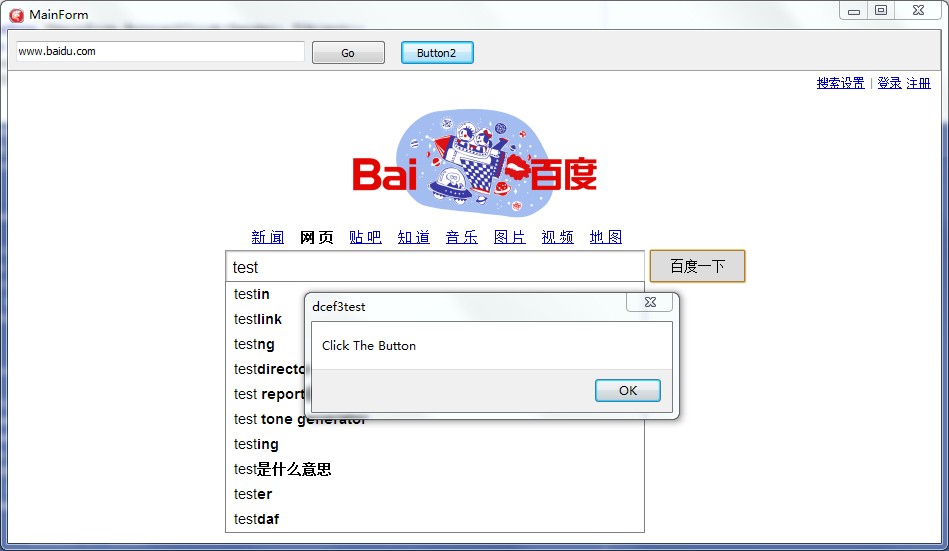 MainForm
www.baidu.com Go Button2
搜索设置 | 登录 注册
Bai 百度
新闻 网页 贴吧 知道 音乐 图片 视频 地图
test 百度一下
testin
testlink
testng
dcef3test
Click The Button
OK
testdirecto
test report
test tone generator
testing
test是什么意思
tester
testdaf